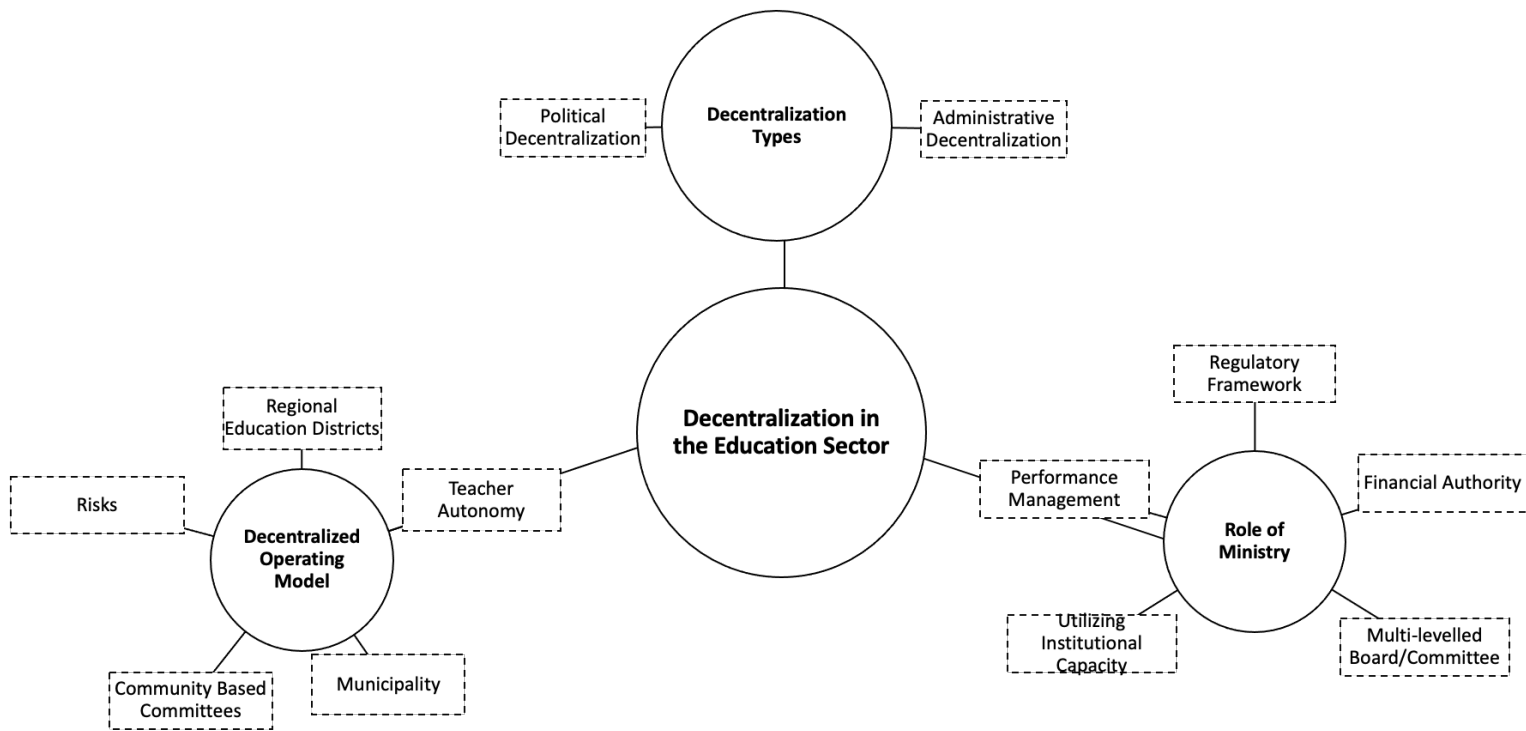 Decentralization
Types
Political
Decentralization
Administrative
Decentralization
Decentralization in
the Education Sector
Regional
Education Districts
Risks
Teacher
Autonomy
Decentralized
Operating
Model
Community Based
Committees
Municipality
Regulatory
Framework
Performance
Management
Financial Authority
Role of
Ministry
Utilizing
Institutional
Capacity
Multi-levelled
Board/Committee